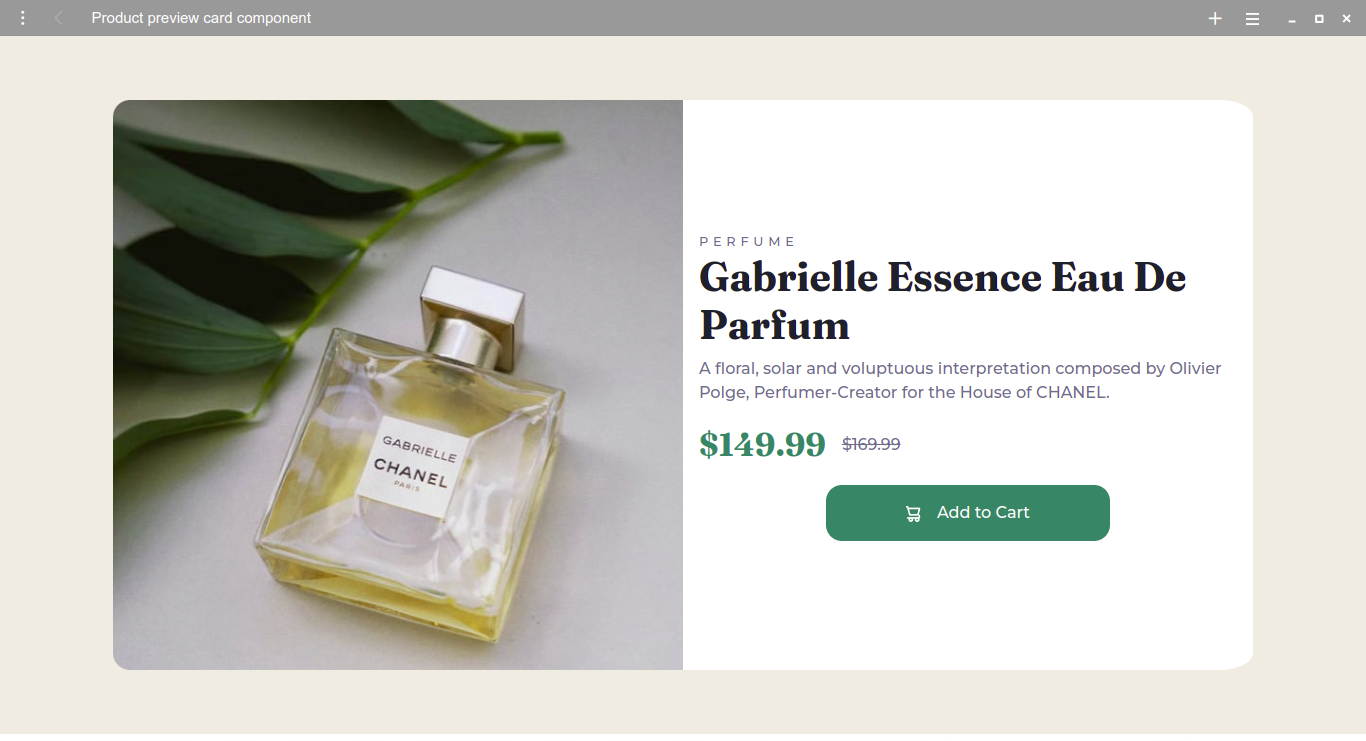 Product preview card component
GABRIELLE
CHANEL
PARIS
PERFUME
Gabrielle Essence Eau De
Parfum
A floral, solar and voluptuous interpretation composed by Olivier
Polge, Perfumer-Creator for the House of CHANEL.
$149.99 $169.99
Add to Cart